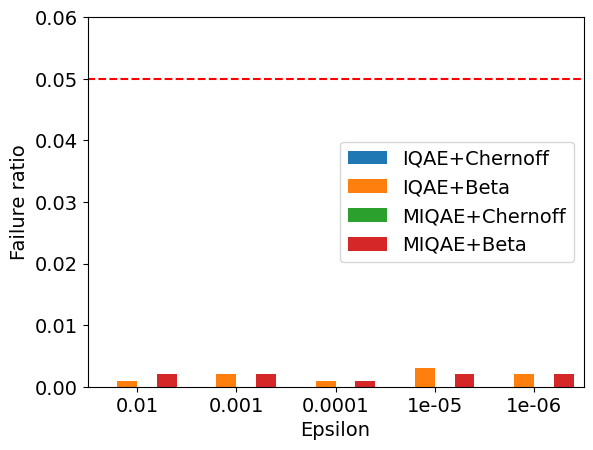 0.06
0.05
0.04
0.03
0.02
0.01
0.00
Failure ratio
IQAE+Chernoff
IQAE+Beta
MIQAE+Chernoff
MIQAE+Beta
0.01 0.001 0.0001 1e-05 1e-06
Epsilon